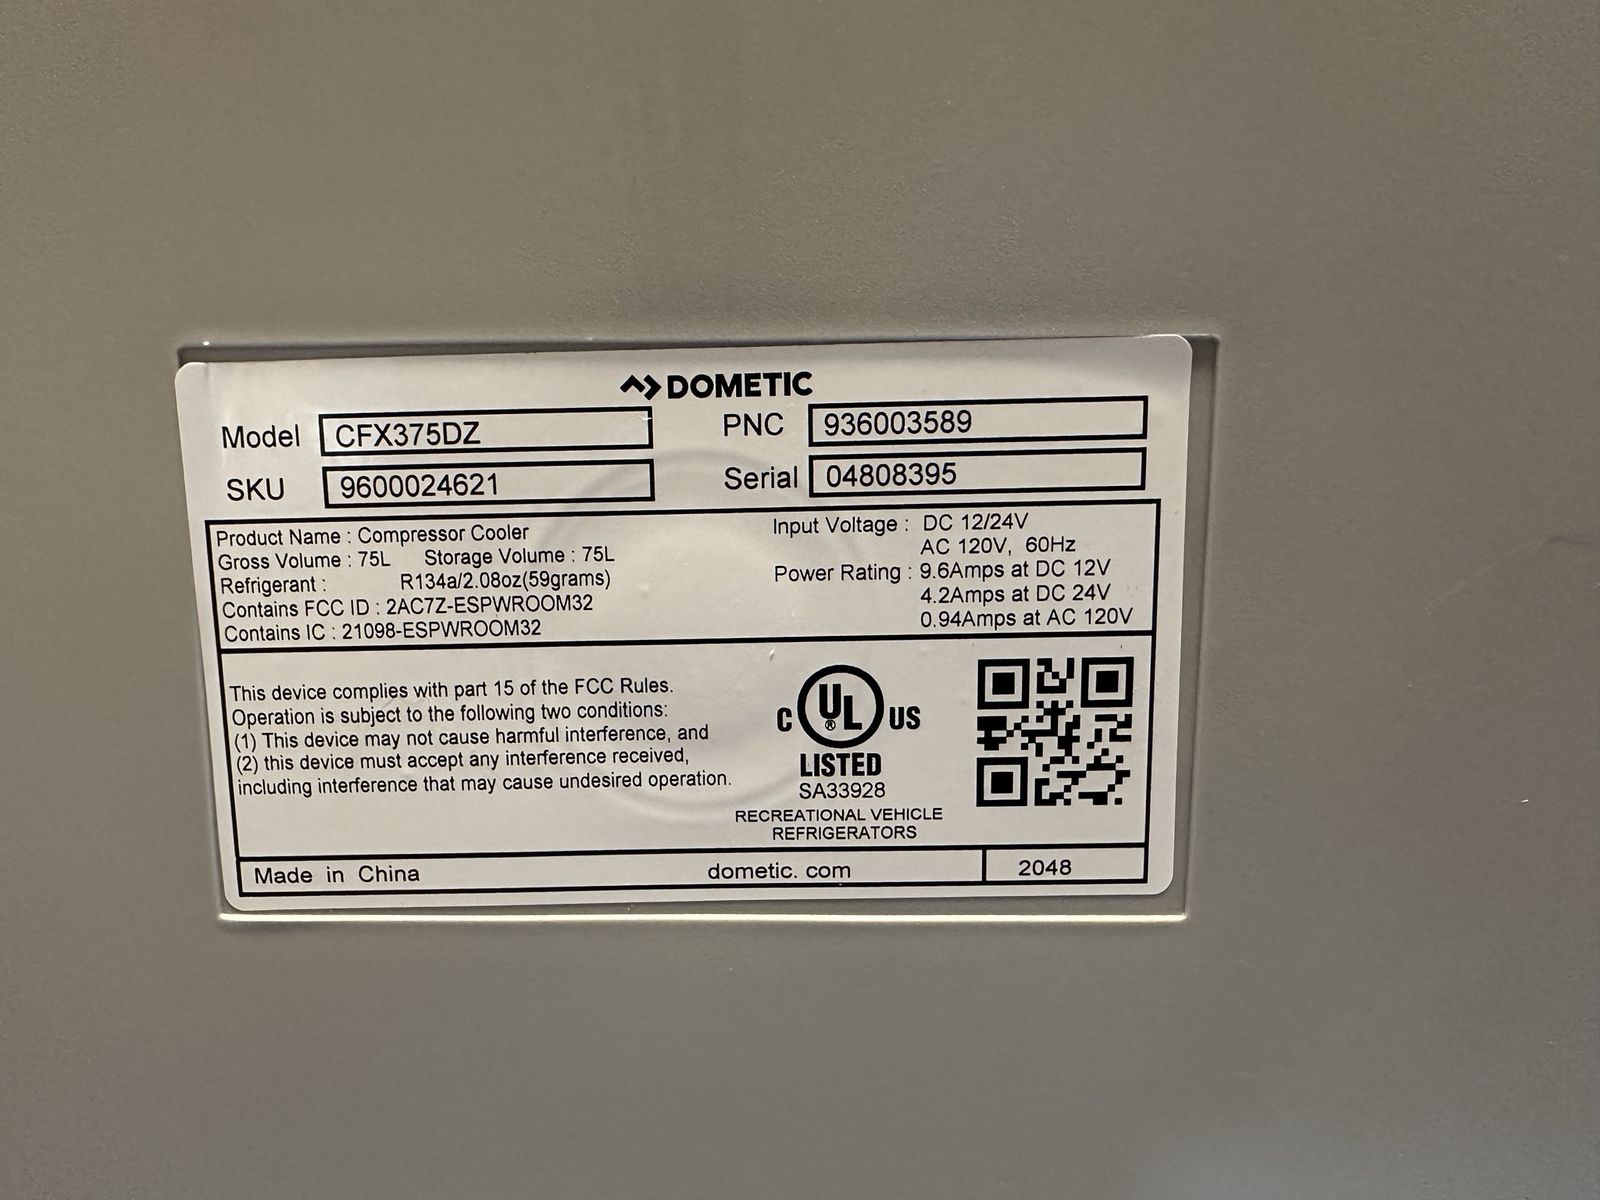 DOMETIC
Model CFX375DZ PNC 936003589
SKU 9600024621 Serial 04808395
Product Name : Compressor Cooler
Gross Volume : 75L Storage Volume : 75L
Refrigerant : R134a/2.08oz(59grams)
Contains FCC ID : 2AC7Z-ESPWROOM32
Contains IC : 21098-ESPWROOM32
Input Voltage : DC 12/24V
AC 120V, 60Hz
Power Rating : 9.6Amps at DC 12V
4.2Amps at DC 24V
0.94Amps at AC 120V
This device complies with part 15 of the FCC Rules.
Operation is subject to the following two conditions:
(1) This device may not cause harmful interference, and
(2) this device must accept any interference received,
including interference that may cause undesired operation.
C UL ® US
LISTED
SA33928
RECREATIONAL VEHICLE
REFRIGERATORS
Made in China dometic. com 2048